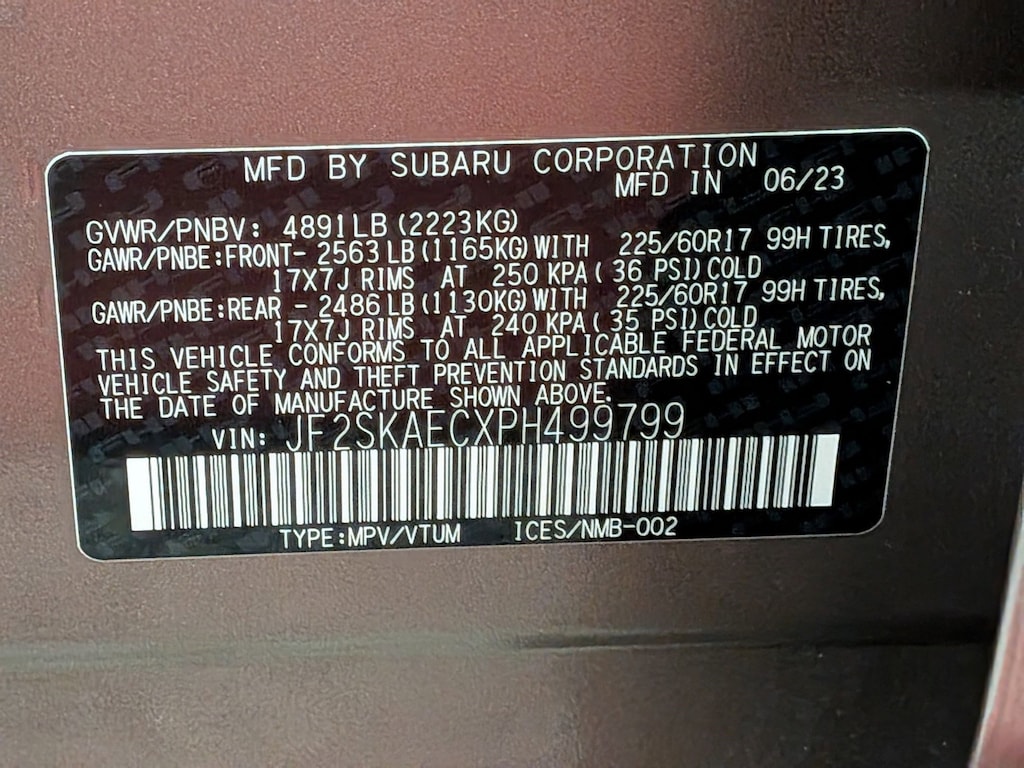 MFD BY SUBARU CORPORATION
MFD IN 06/23
GVWR/PNBV: 4891LB (2223KG)
GAWR/PNBE:FRONT- 2563LB (1165KG)WITH 225/60R17 99H TIRES,
17X7J RIMS AT 250 KPA( 36 PSI)COLD
GAWR/PNBE:REAR - 2486LB (1130KG)WITH 225/60R17 99H TIRES,
17X7J RIMS AT 240 KPA( 35 PSI)COLD
THIS VEHICLE CONFORMS TO ALL APPLICABLE FEDERAL MOTOR
VEHICLE SAFETY AND THEFT PREVENTION STANDARDS IN EFFECT ON
THE DATE OF MANUFACTURE SHOWN ABOVE.
VIN: JF2SKAECXPH499799
TYPE:MPV/VTUM ICES/NMB-002